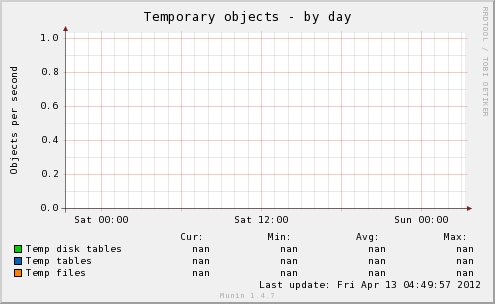 Temporary objects - by day
RRDTOOL / TOBI OETIKER
Objects per second
1.0
0.8
0.6
0.4
0.2
0.0
Sat 00:00 Sat 12:00 Sun 00:00
Cur: Min: Avg: Max:
Temp disk tables nan nan nan nan
Temp tables nan nan nan nan
Temp files nan nan nan nan
Last update: Fri Apr 13 04:49:57 2012
Munin 1.4.7